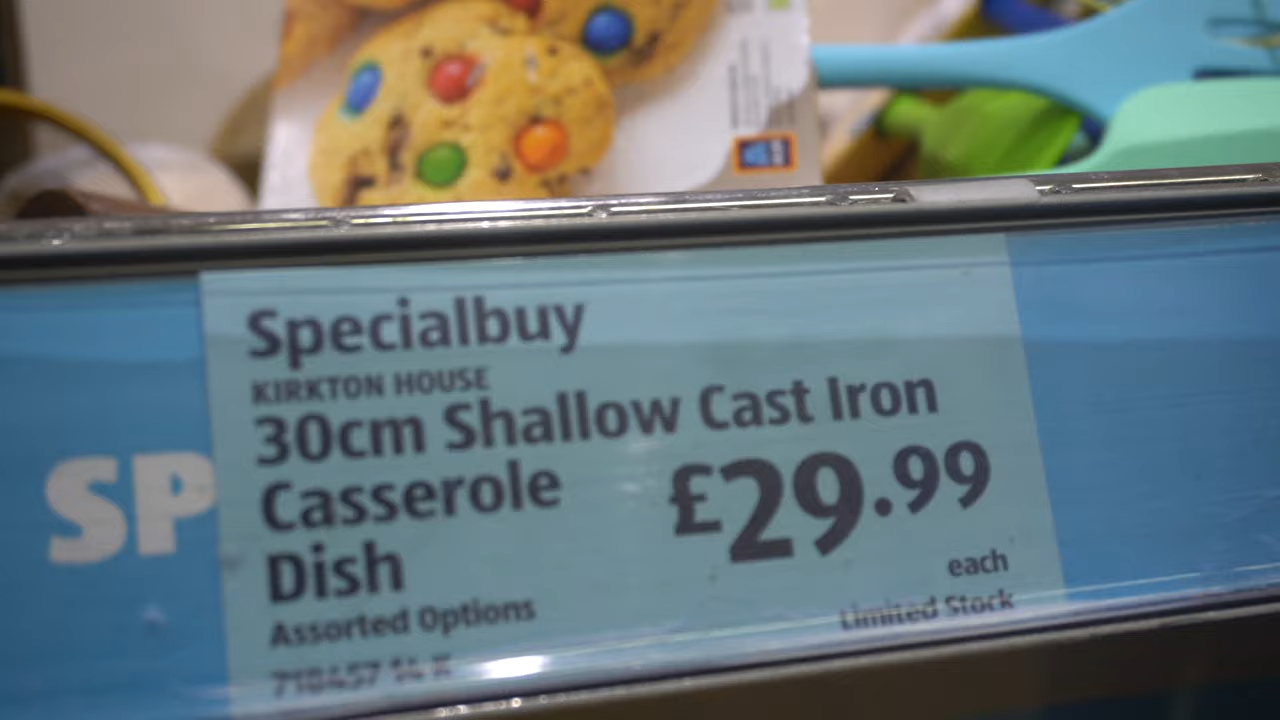 Specialbuy
KIRKTON HOUSE
30cm Shallow Cast Iron
Casserole
Dish
£29.99
each
Assorted Options
Limited Stock
SP